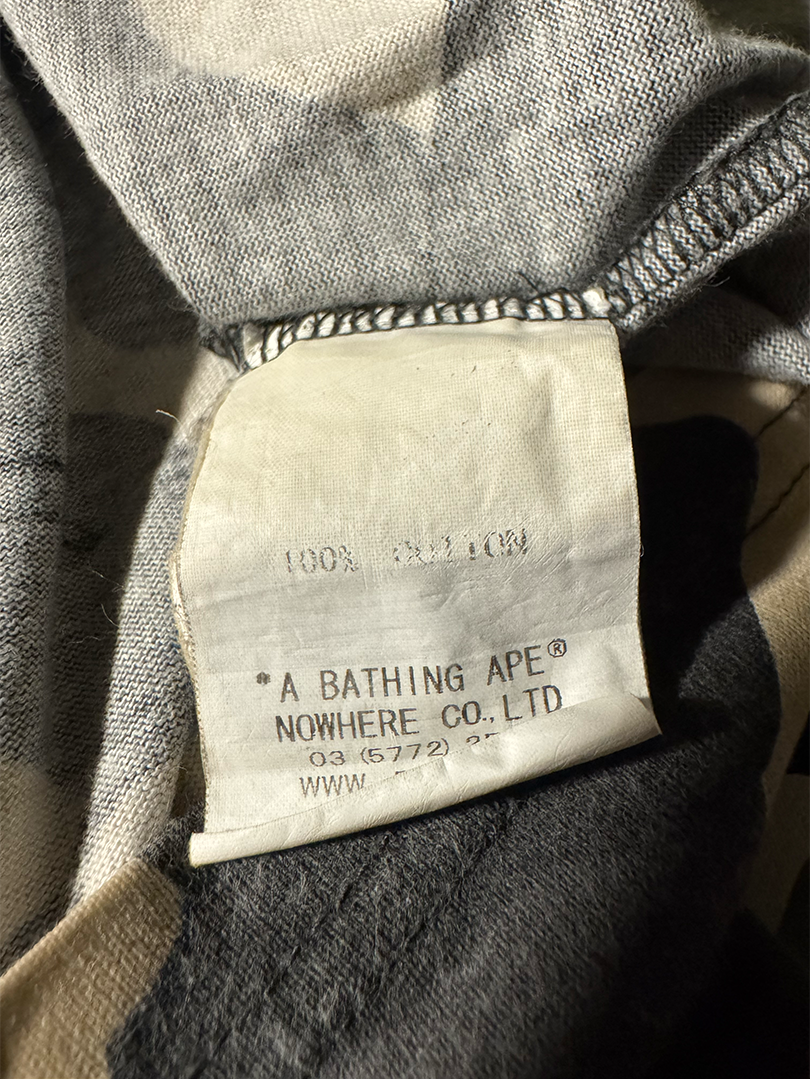 100% COTTON
"A BATHING APE®
NOWHERE CO., LTD
03 (5772)
WWW.